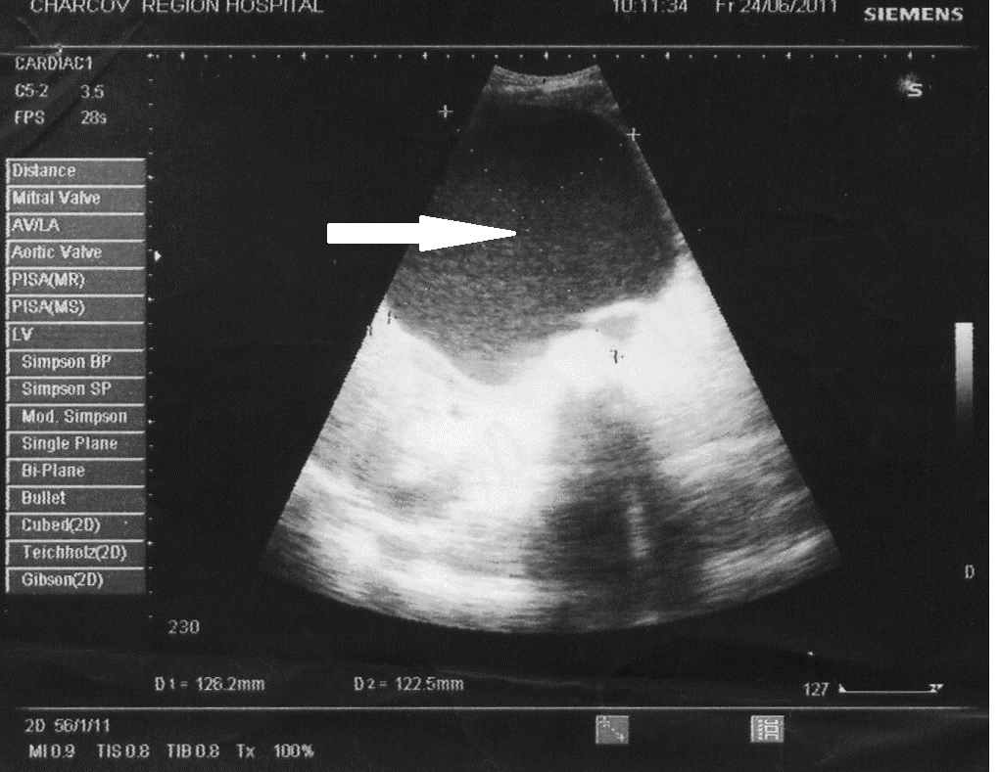 CHARCOV REGION HOSPITAL 10:11:34 Fr 24/06/2011 SIEMENS
CARDIAC1
C5-2 3.5
FPS 28s
S
Distance
Mitral Valve
AV/LA
Aortic Valve
PISA(MR)
PISA(MS)
LV
Simpson BP
Simpson SP
Mod. Simpson
Single Plane
Bi-Plane
Bullet
Cubed(2D)
Teichholz(2D)
Gibson(2D)
D
230
D1= 126.2mm D2= 122.5mm 127
2D 56/1/11
MI 0.9 TIS 0.8 TIB 0.8 Tx 100%